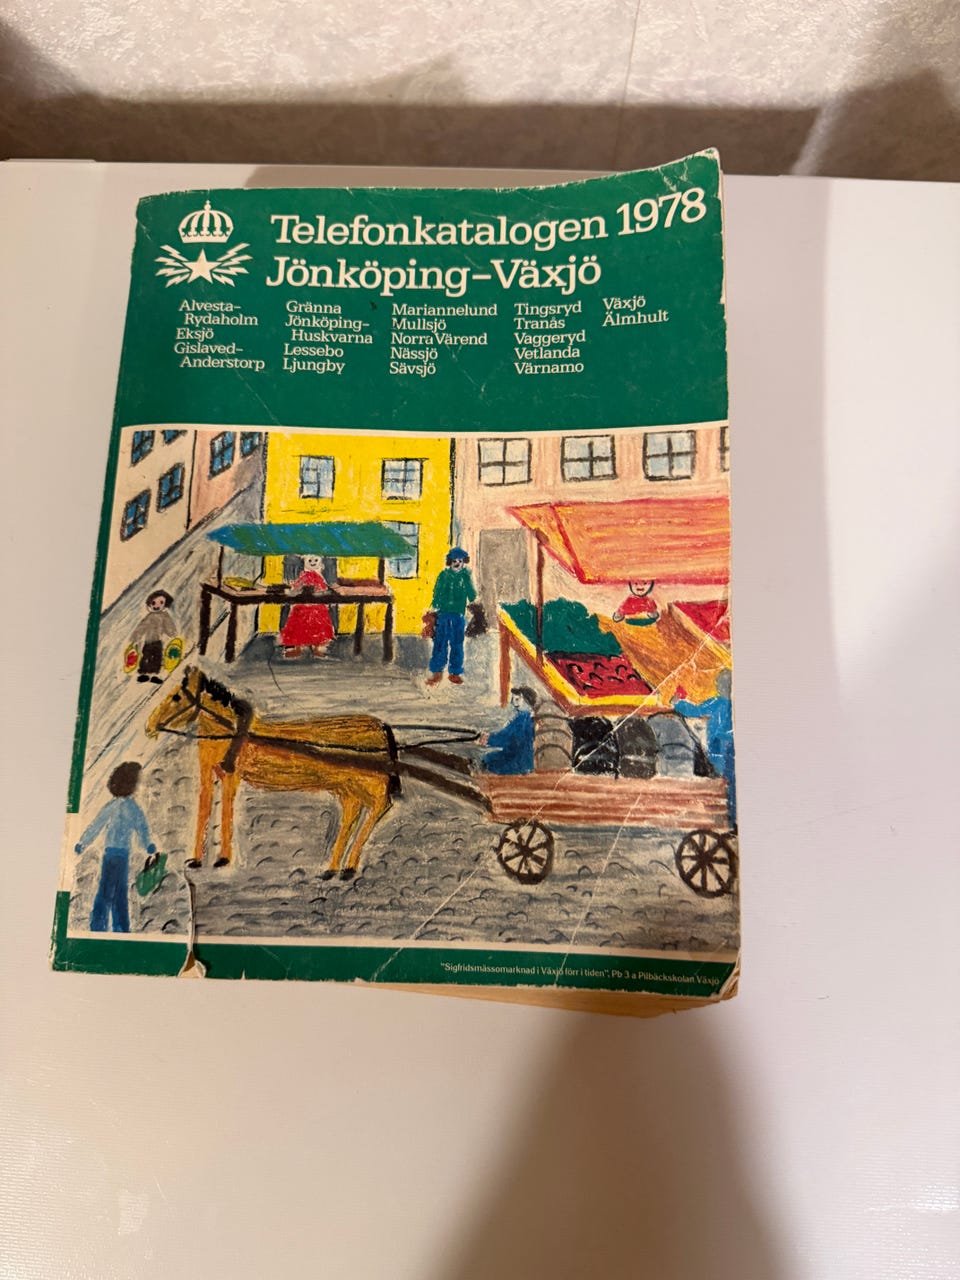 Telefonkatalogen 1978
Jönköping–Växjö
Alvesta–
Rydaholm
Eksjö
Gislaved–
Anderstorp
Gränna
Jönköping–
Huskvarna
Lessebo
Ljungby
Mariannelund
Mullsjö
Norra Värend
Nässjö
Sävsjö
Tingsryd
Tranås
Vaggeryd
Vetlanda
Värnamo
Växjö
Älmhult
"Sigfridsmässomarknad i Växjö förr i tiden", Pb 3 a Pilbäckskolan Växjö